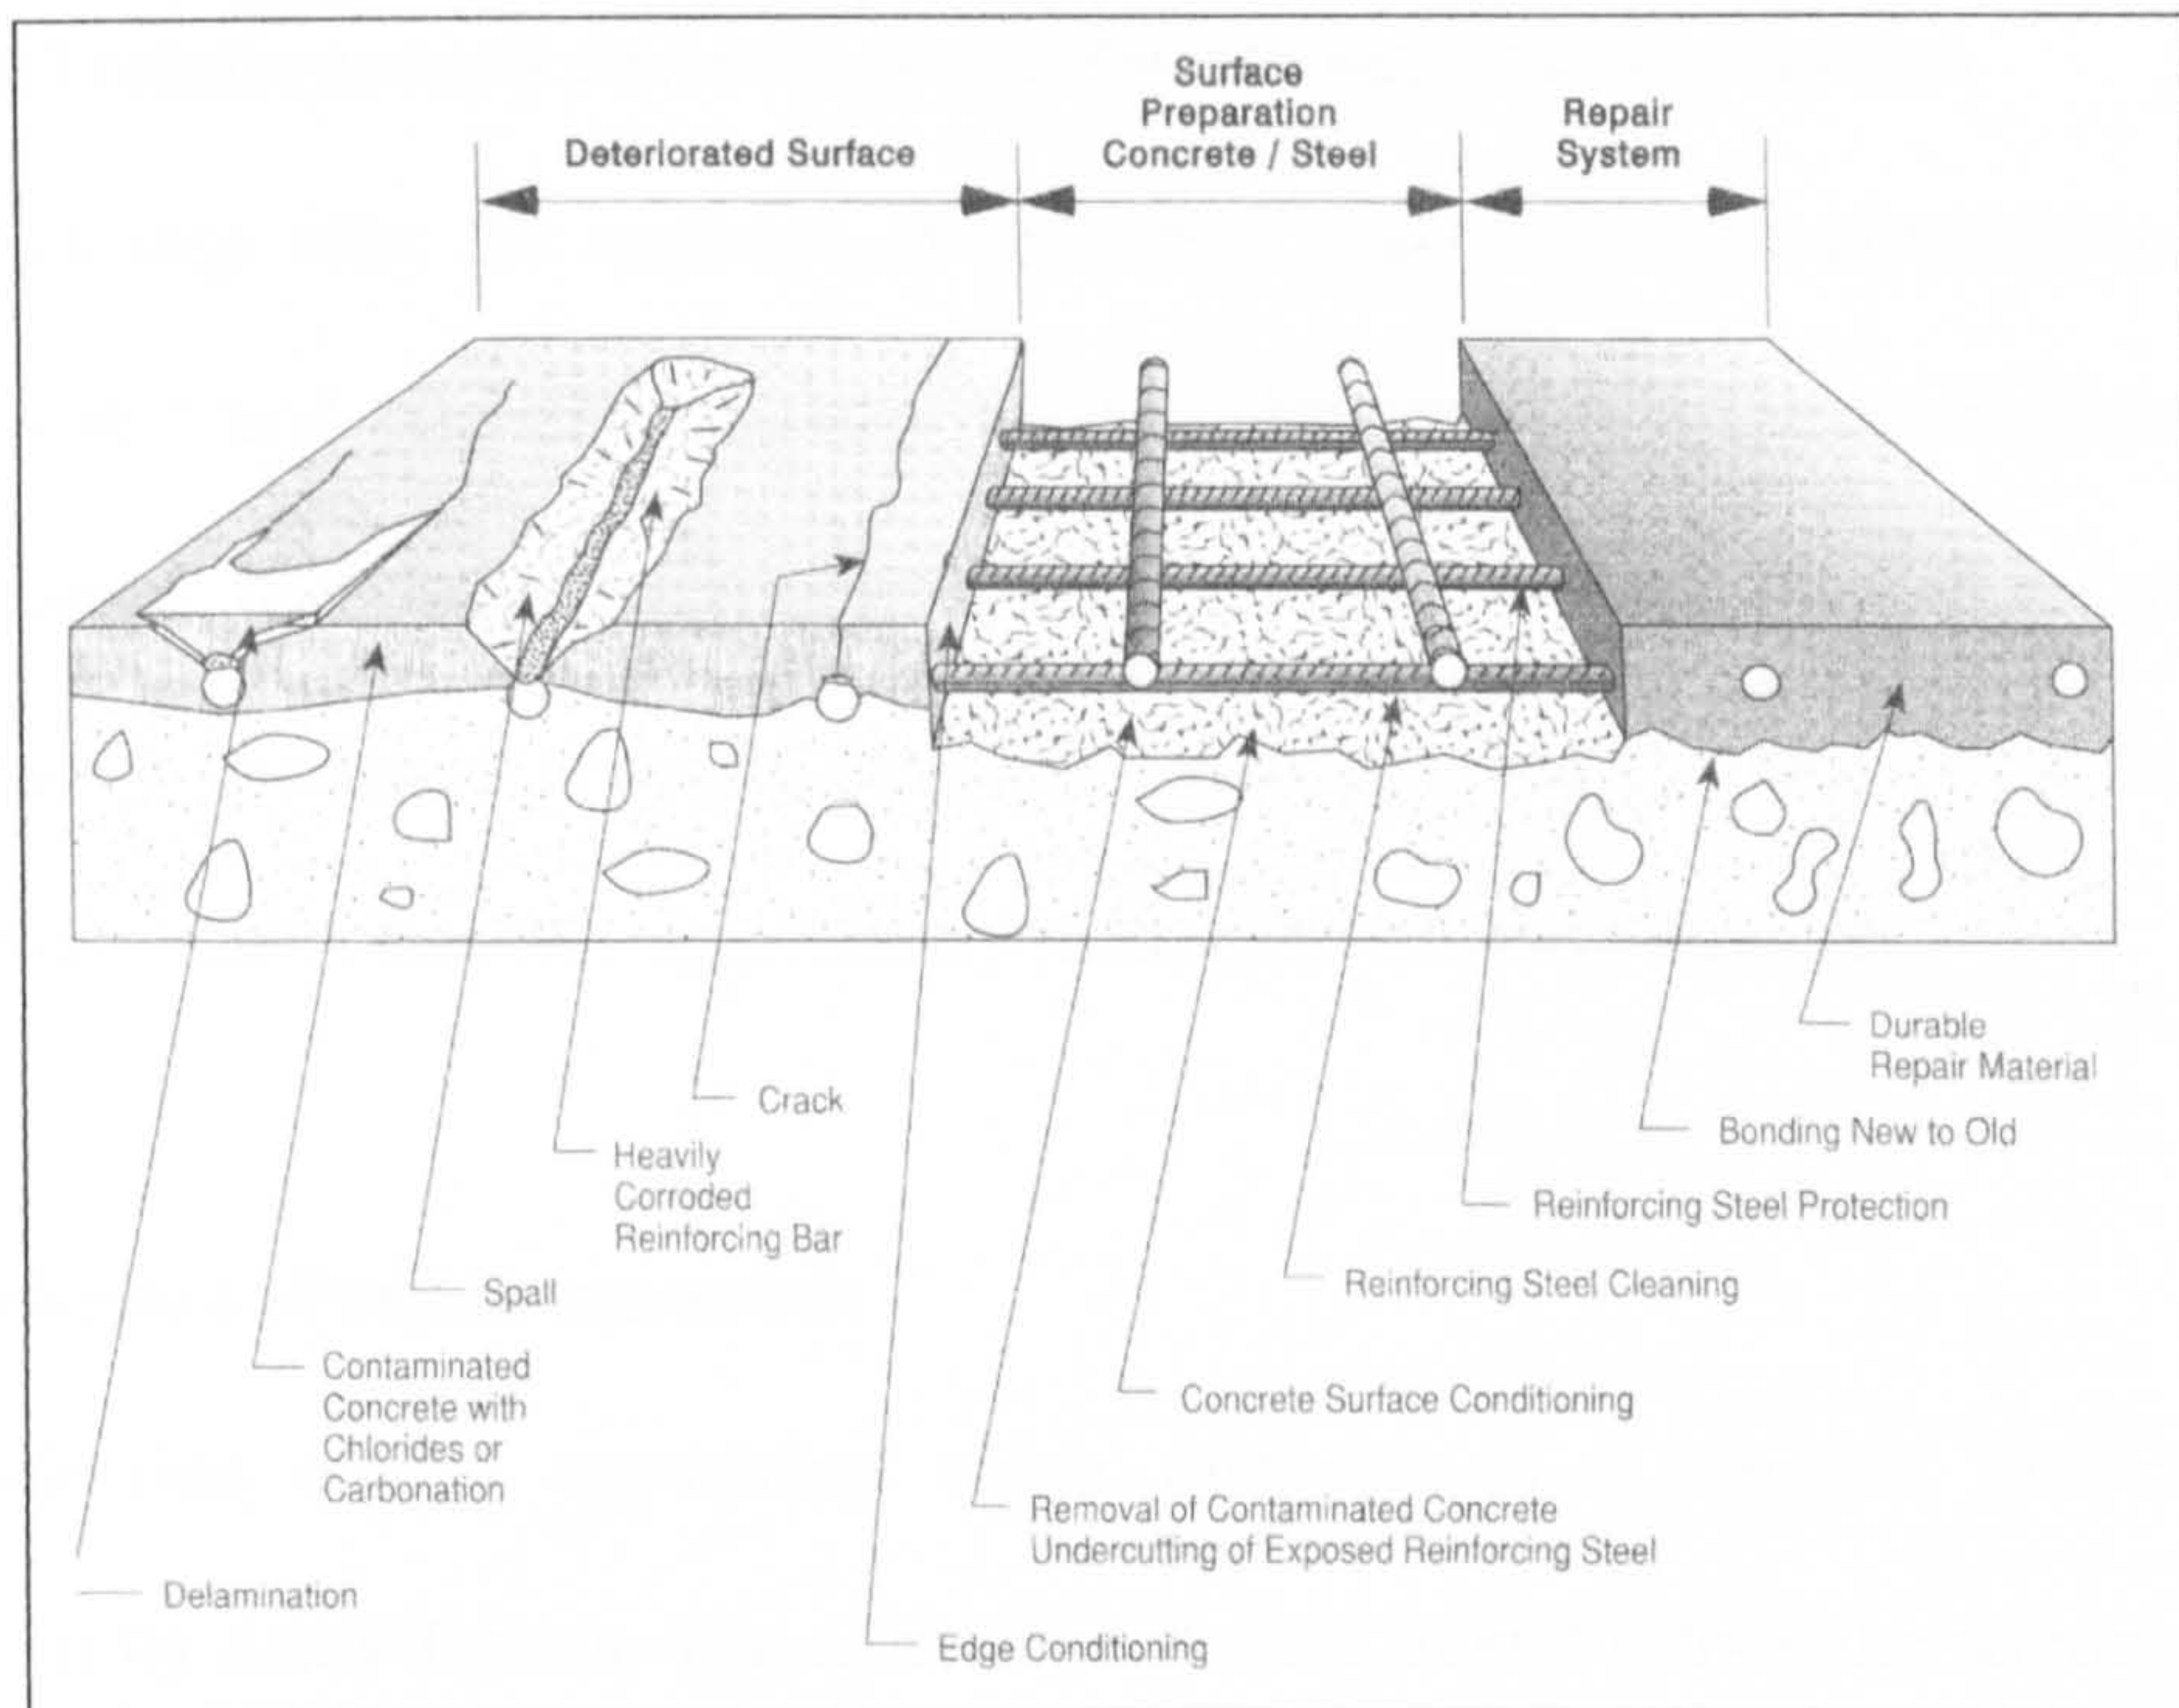 Surface
Preparation
Concrete / Steel
Deteriorated Surface
Repair
System
Durable
Repair Material
Crack
Bonding New to Old
Heavily
Corroded
Reinforcing Bar
Reinforcing Steel Protection
Spall
Reinforcing Steel Cleaning
Contaminated
Concrete with
Chlorides or
Carbonation
Concrete Surface Conditioning
Removal of Contaminated Concrete
Undercutting of Exposed Reinforcing Steel
Delamination
Edge Conditioning